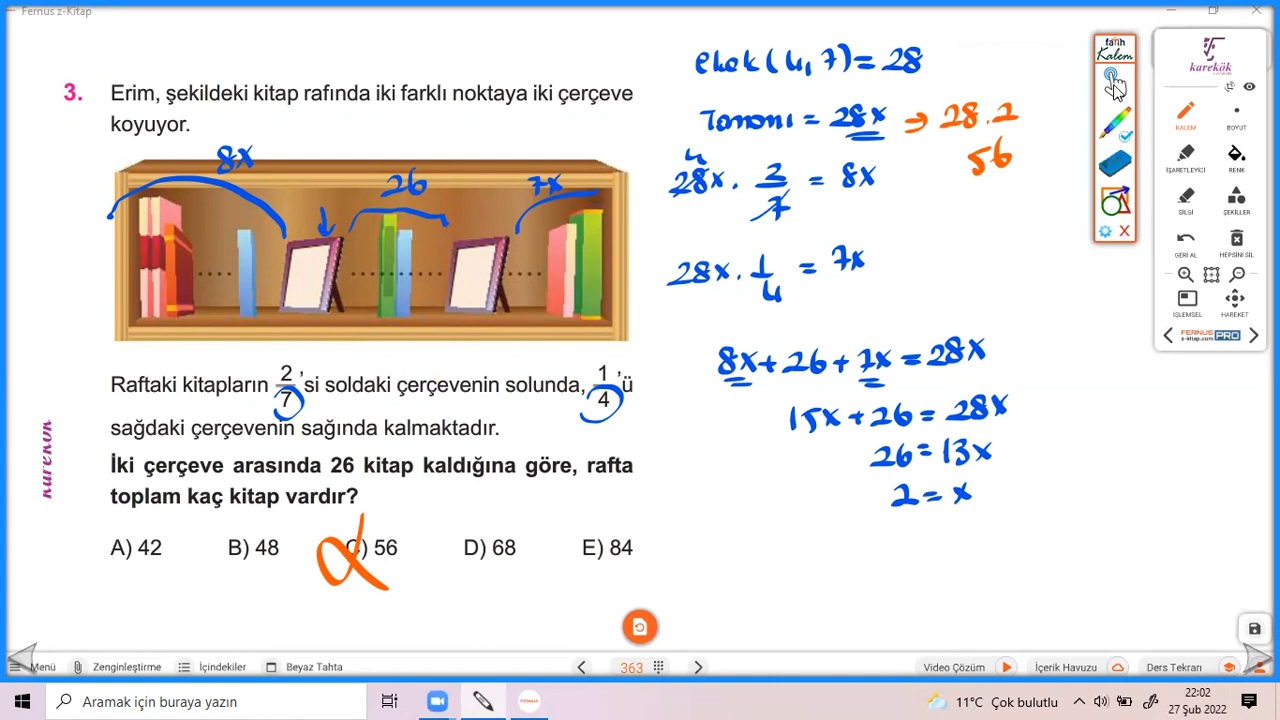 Fernus z-Kitap
3. Erim, şekildeki kitap rafında iki farklı noktaya iki çerçeve
koyuyor.
8x
26
7x
Raftaki kitapların 2/7 'si soldaki çerçevenin solunda, 1/4 'ü
sağdaki çerçevenin sağında kalmaktadır.
İki çerçeve arasında 26 kitap kaldığına göre, rafta
toplam kaç kitap vardır?
A) 42 B) 48 C) 56 D) 68 E) 84
karekök
ekok(4,7)=28
Tamamı = 28x ⇒ 28.2
56
4
28x . 2/7 = 8x
28x . 1/4 = 7x
8x+26+7x=28x
15x+26=28x
26=13x
2=x
fatih
Kalem
karekök
KALEM
BOYUT
İŞARETLEYİCİ
RENK
SİLGİ
ŞEKİLLER
GERİ AL
HEPSİNİ SİL
İŞLEMSEL
HAREKET
FERNUS PRO
z-kitap.com
Menü
Zenginleştirme
İçindekiler
Beyaz Tahta
363
Video Çözüm
İçerik Havuzu
Ders Tekrarı
Aramak için buraya yazın
FERNUS
11°C Çok bulutlu
22:02
27 Şub 2022